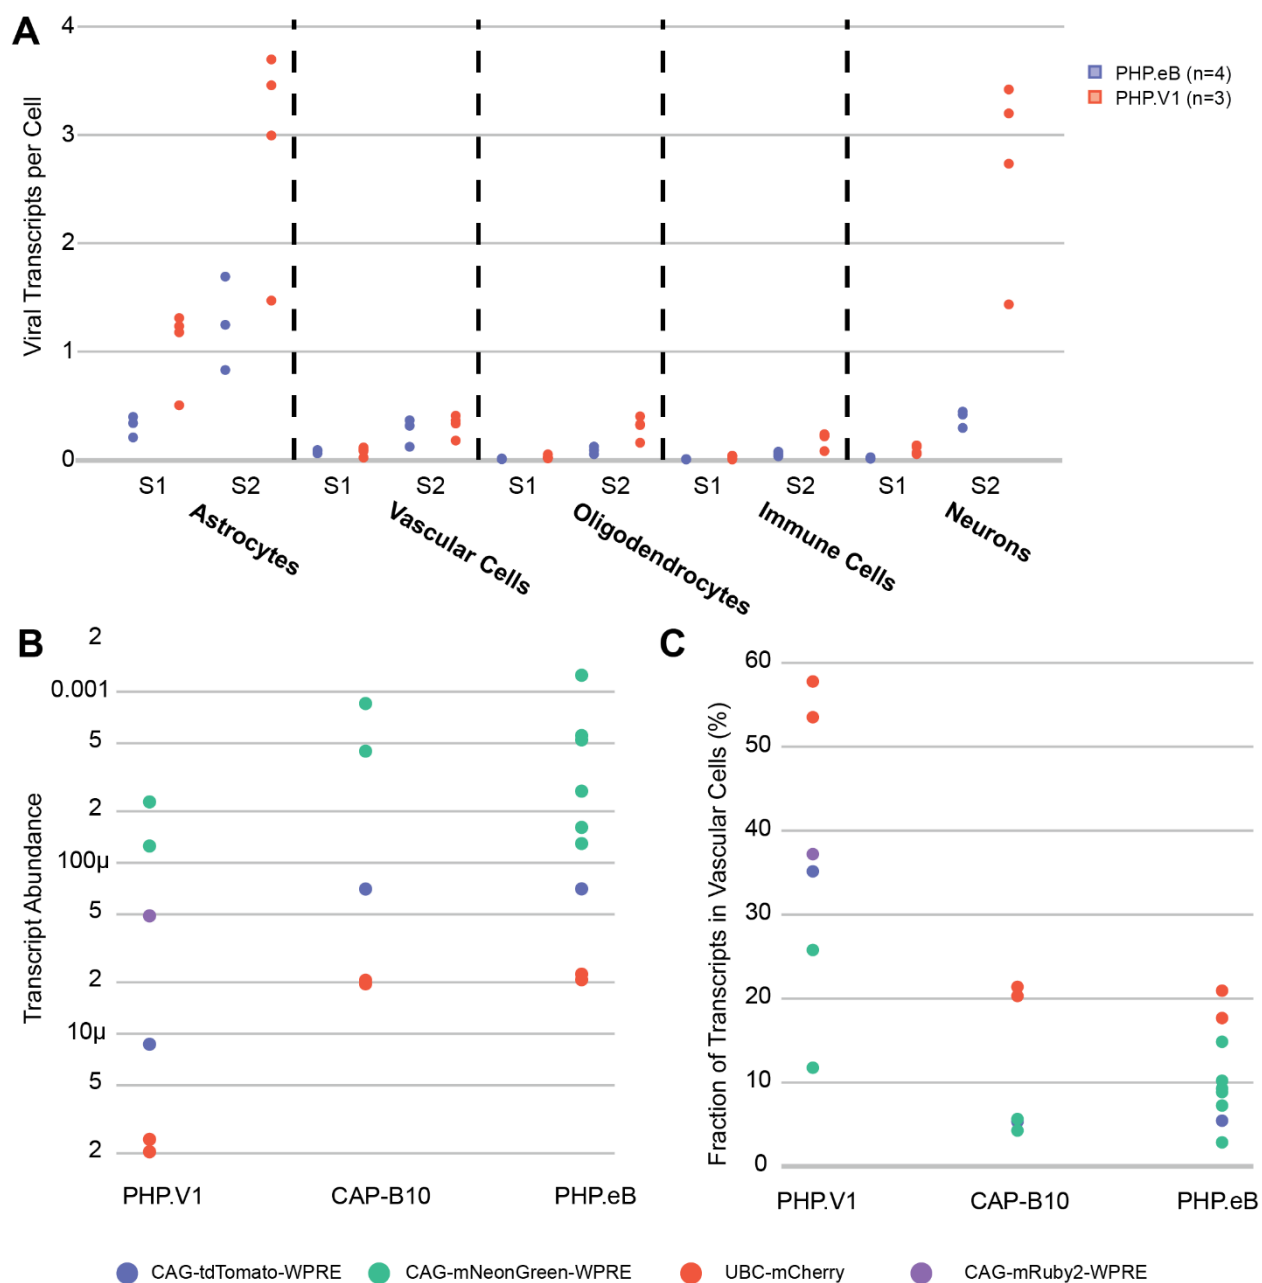 A
4
3
2
1
0
Viral Transcripts per Cell
PHP.eB (n=4)
PHP.V1 (n=3)
S1 S2 S1 S2 S1 S2 S1 S2 S1 S2
Astrocytes
Vascular Cells
Oligodendrocytes
Immune Cells
Neurons
B
2
0.001
5
2
100μ
5
2
10μ
5
2
Transcript Abundance
PHP.V1 CAP-B10 PHP.eB
C
60
50
40
30
20
10
0
Fraction of Transcripts in Vascular Cells (%)
PHP.V1 CAP-B10 PHP.eB
CAG-tdTomato-WPRE CAG-mNeonGreen-WPRE UBC-mCherry CAG-mRuby2-WPRE